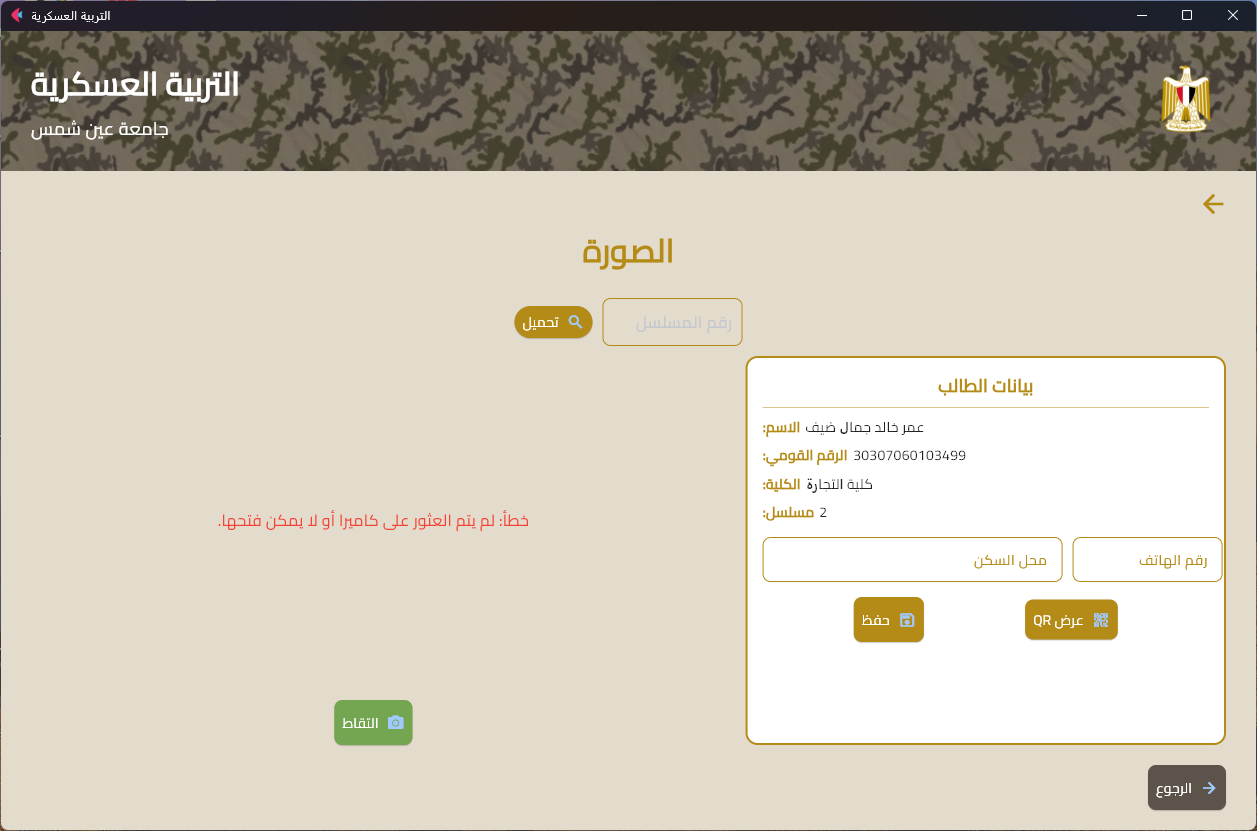 التربية العسكرية
التربية العسكرية
جامعة عين شمس
الصورة
رقم المسلسل
تحميل
بيانات الطالب
الاسم: عمر خالد جمال ضيف
الرقم القومي: 30307060103499
الكلية: كلية التجارة
مسلسل: 2
رقم الهاتف
محل السكن
عرض QR
حفظ
خطأ: لم يتم العثور على كاميرا أو لا يمكن فتحها.
التقاط
الرجوع